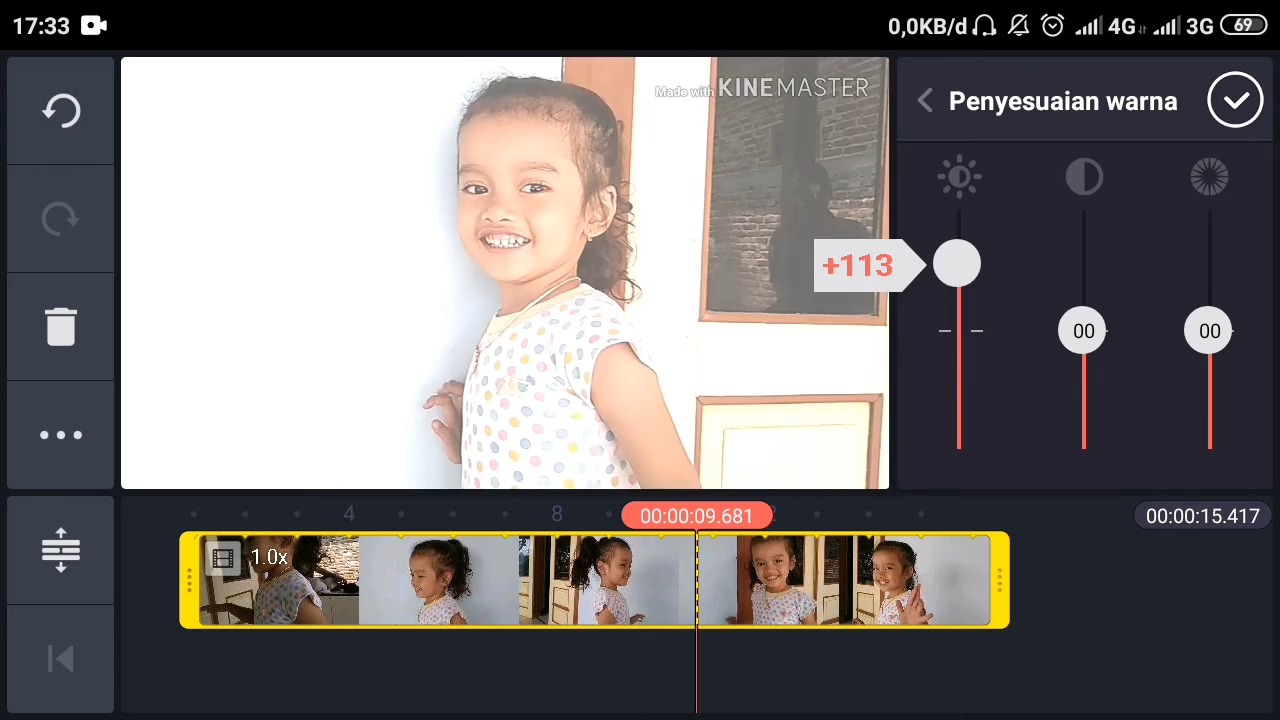 17:33
0,0KB/d 4G 3G 69
Made with KINEMASTER
Penyesuaian warna
+113
00 00
4 8
00:00:09.681
00:00:15.417
1.0x